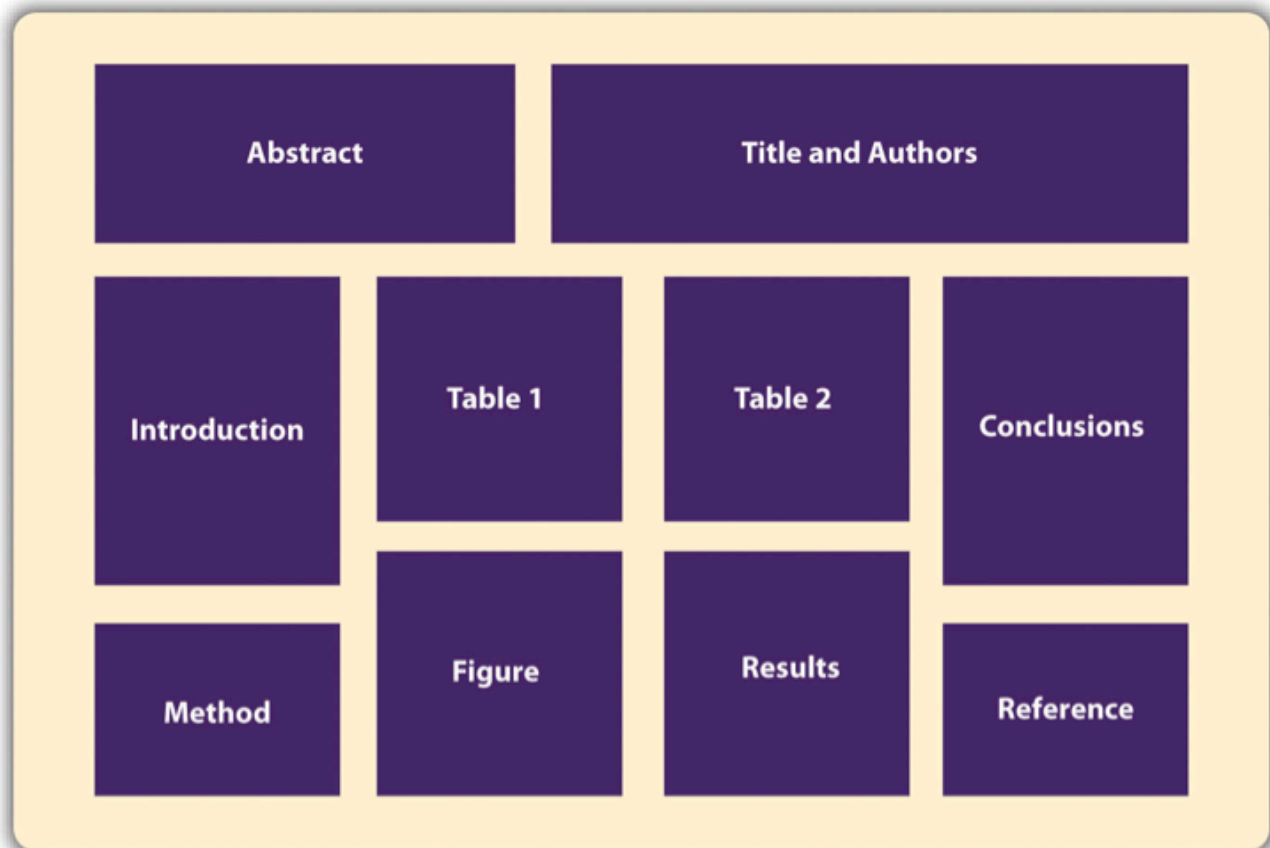 Abstract
Title and Authors
Introduction
Table 1
Table 2
Conclusions
Method
Figure
Results
Reference